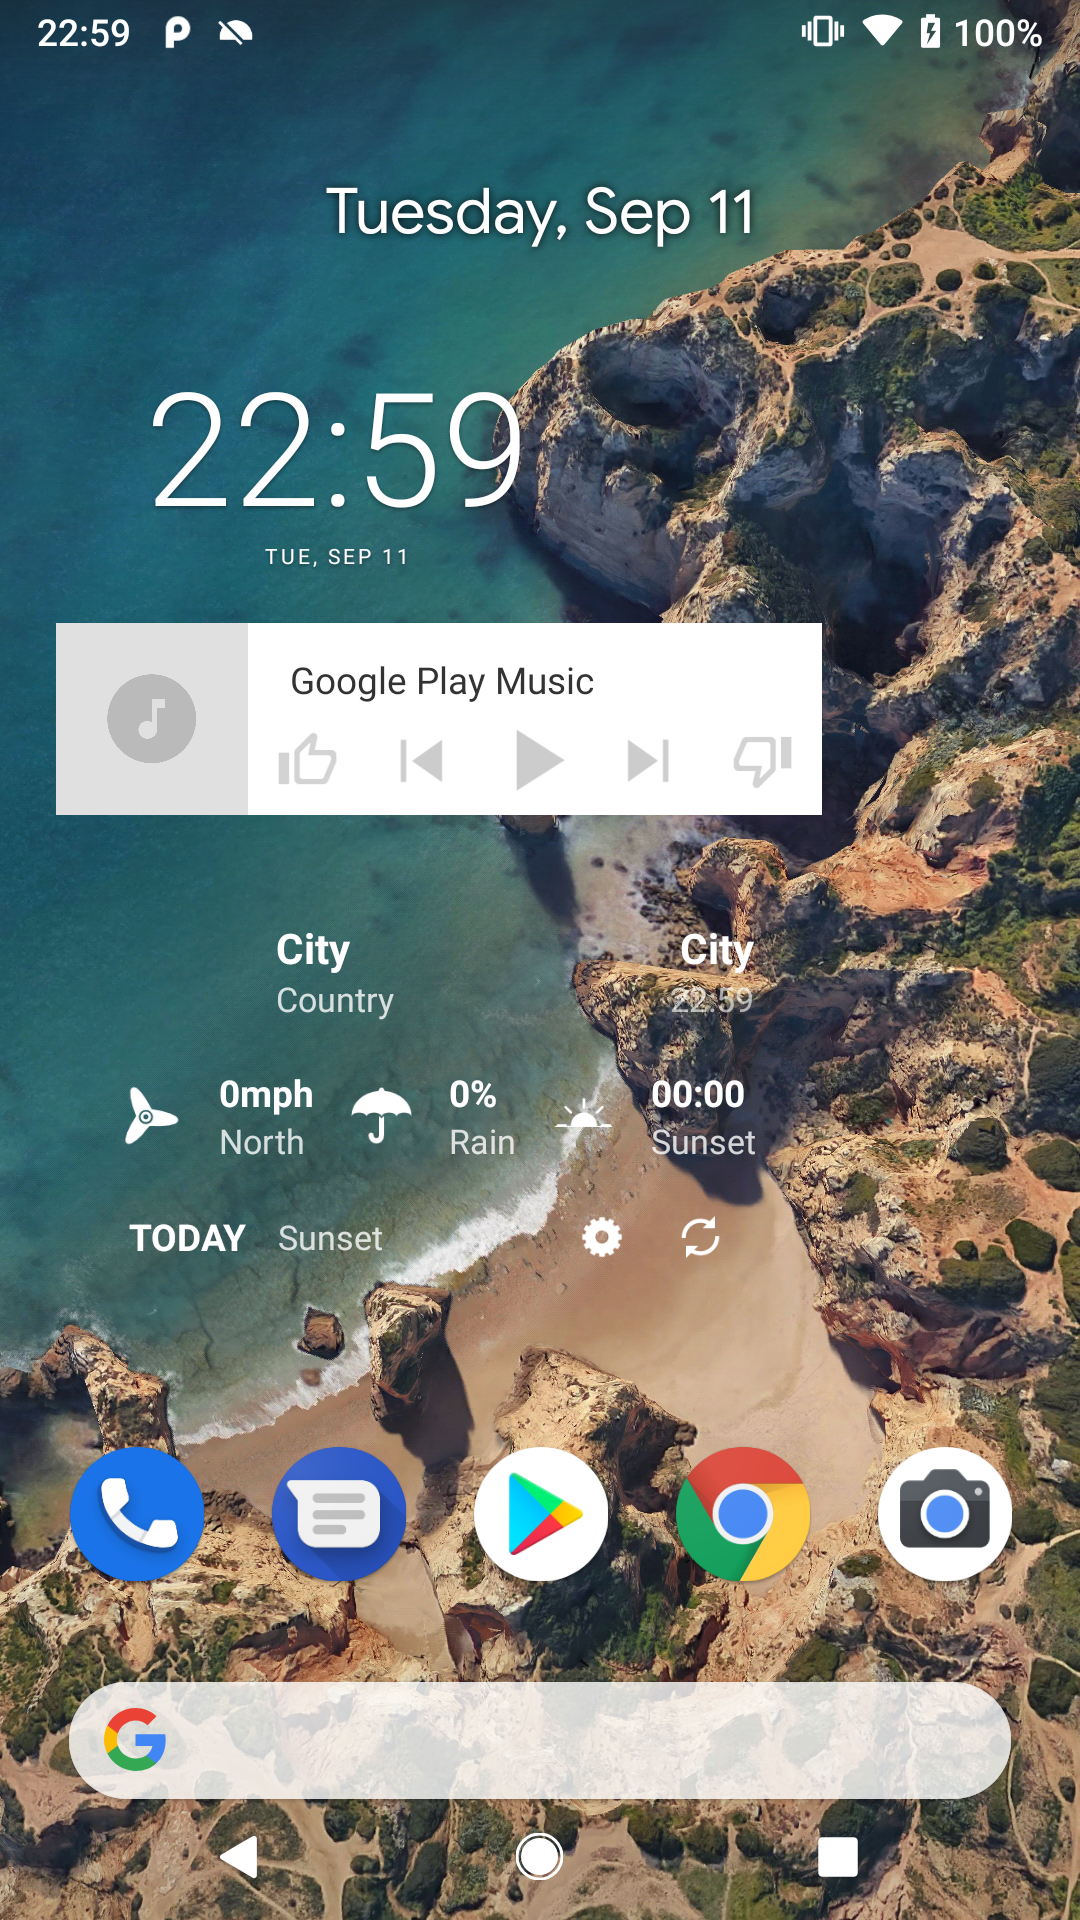 22:59 100%
Tuesday, Sep 11
22:59
TUE, SEP 11
Google Play Music
City City
Country 22:59
0mph 0% 00:00
North Rain Sunset
TODAY Sunset